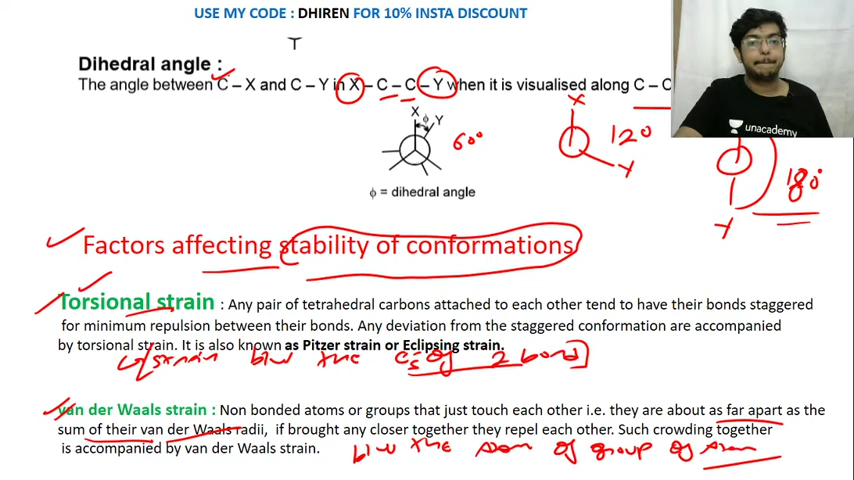 USE MY CODE : DHIREN FOR 10% INSTA DISCOUNT
T
Dihedral angle :
The angle between C – X and C – Y in X – C – C – Y when it is visualised along C – C
X
ϕ
Y
60°
ϕ = dihedral angle
X
120
Y
unacademy
180°
Y
Factors affecting stability of conformations
Torsional strain : Any pair of tetrahedral carbons attached to each other tend to have their bonds staggered
for minimum repulsion between their bonds. Any deviation from the staggered conformation are accompanied
by torsional strain. It is also known as Pitzer strain or Eclipsing strain.
strain b/w the of 2 bond
van der Waals strain : Non bonded atoms or groups that just touch each other i.e. they are about as far apart as the
sum of their van der Waals radii, if brought any closer together they repel each other. Such crowding together
is accompanied by van der Waals strain.
b/w the atom of group of atom